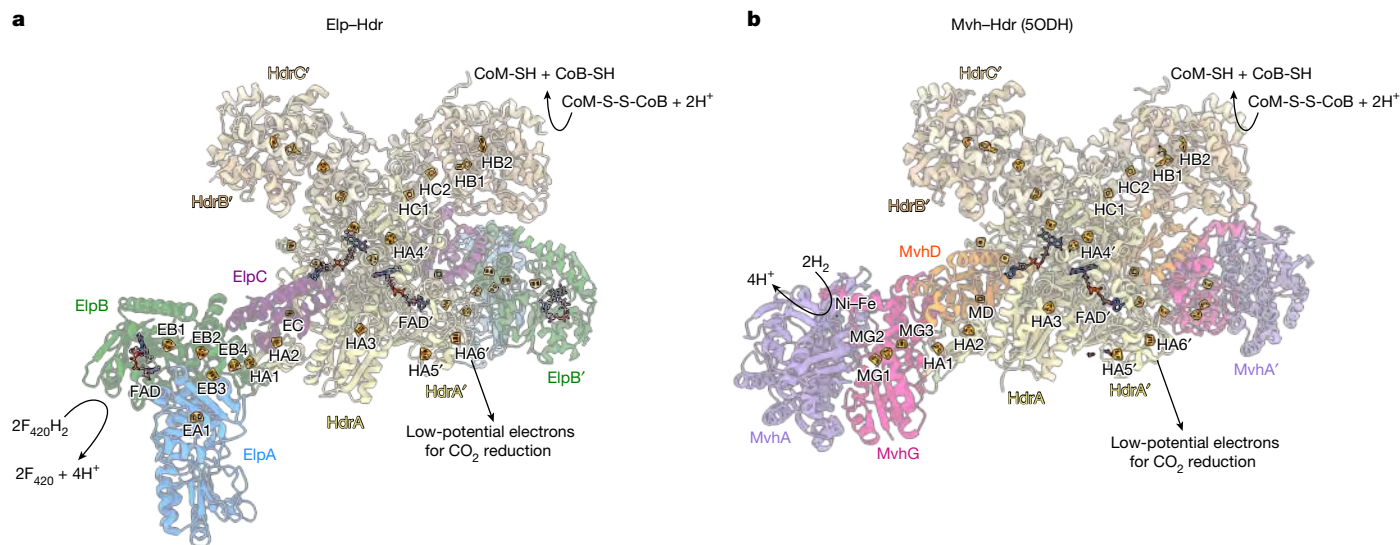 a
Elp–Hdr
HdrC′
CoM-SH + CoB-SH
CoM-S-S-CoB + 2H⁺
HB2
HB1
HC2
HC1
HdrB′
HA4′
ElpC
ElpB
EC
FAD′
EB1
EB2
EB4
HA2
HA3
HA6′
HA1
HA5′
ElpB′
FAD
EB3
HdrA′
HdrA
2F₄₂₀H₂
EA1
2F₄₂₀ + 4H⁺
ElpA
Low-potential electrons
for CO₂ reduction
b
Mvh–Hdr (5ODH)
HdrC′
CoM-SH + CoB-SH
CoM-S-S-CoB + 2H⁺
HB2
HB1
HC2
HC1
HdrB′
HA4′
MvhD
2H₂
4H⁺
Ni–Fe
MD
FAD′
MG3
HA3
MG2
HA2
HA6′
HA1
HA5′
MG1
MvhA′
HdrA
HdrA′
MvhA
MvhG
Low-potential electrons
for CO₂ reduction